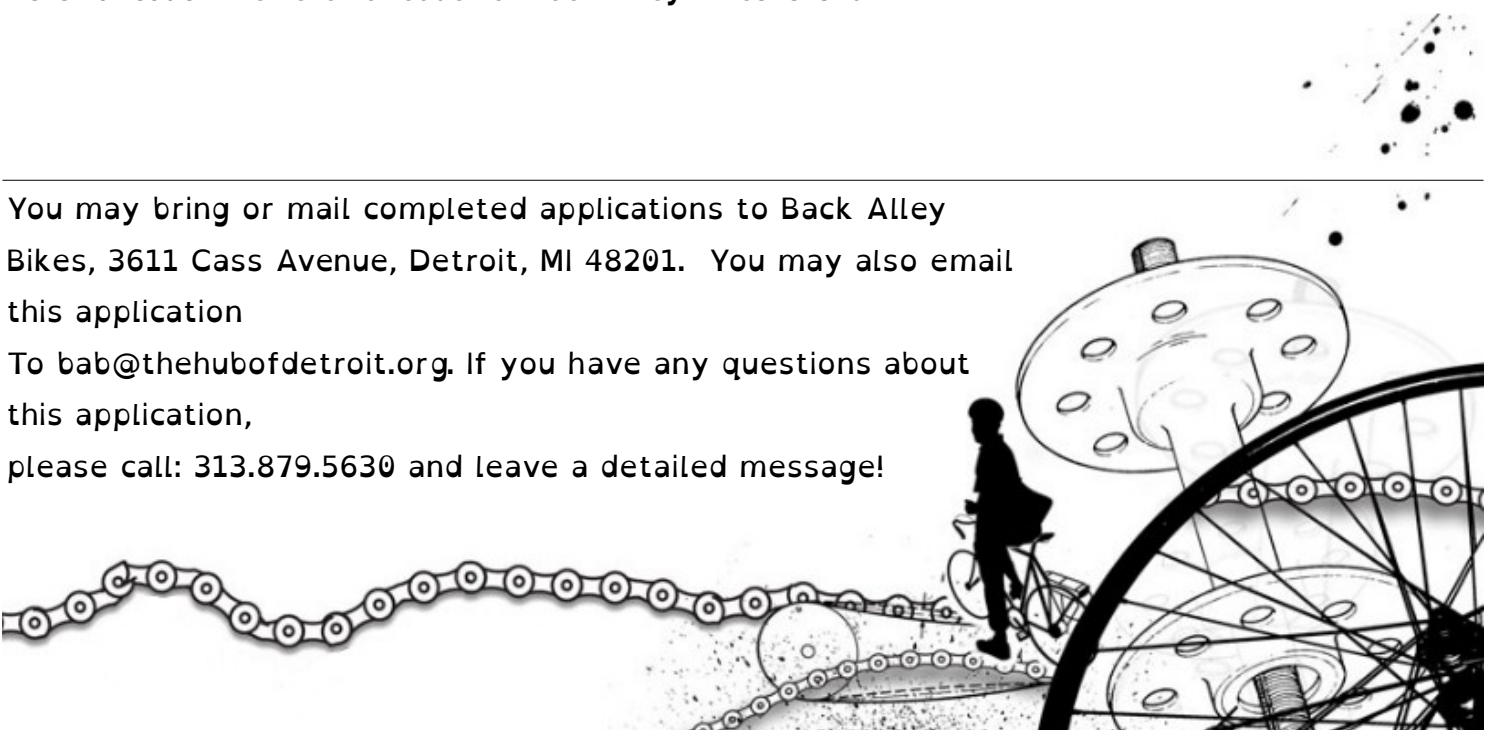 You may bring or mail completed applications to Back Alley
Bikes, 3611 Cass Avenue, Detroit, MI 48201.  You may also email
this application
To bab@thehubofdetroit.org. If you have any questions about
this application,
please call: 313.879.5630 and leave a detailed message!